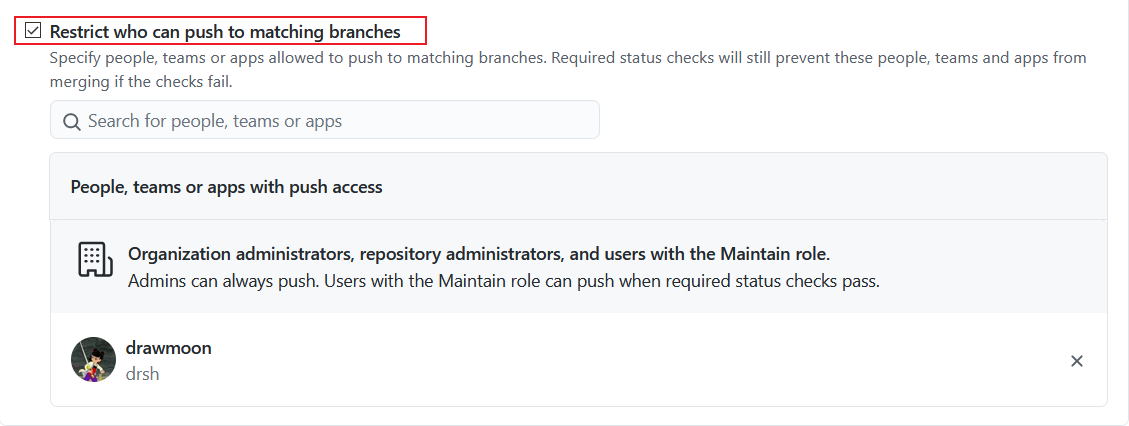 Restrict who can push to matching branches
Specify people, teams or apps allowed to push to matching branches. Required status checks will still prevent these people, teams and apps from
merging if the checks fail.
Search for people, teams or apps
People, teams or apps with push access
Organization administrators, repository administrators, and users with the Maintain role.
Admins can always push. Users with the Maintain role can push when required status checks pass.
drawmoon
drsh